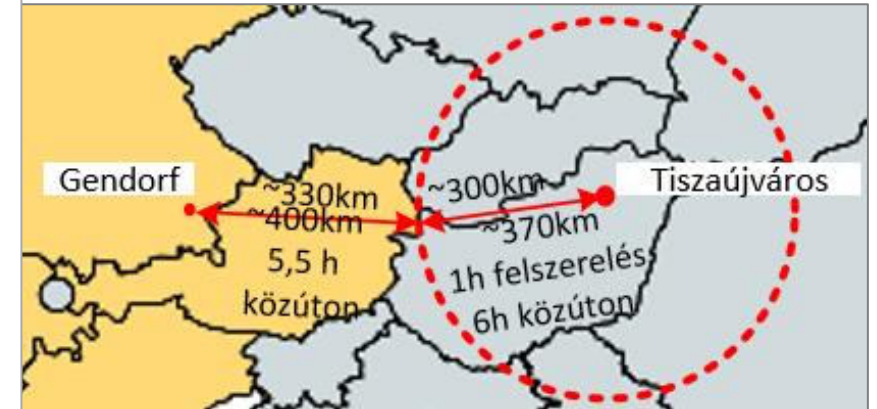 Gendorf
~330km
~400km
5,5 h
közúton
~300km
~370km
1h felszerelés
6h közúton
Tiszaújváros